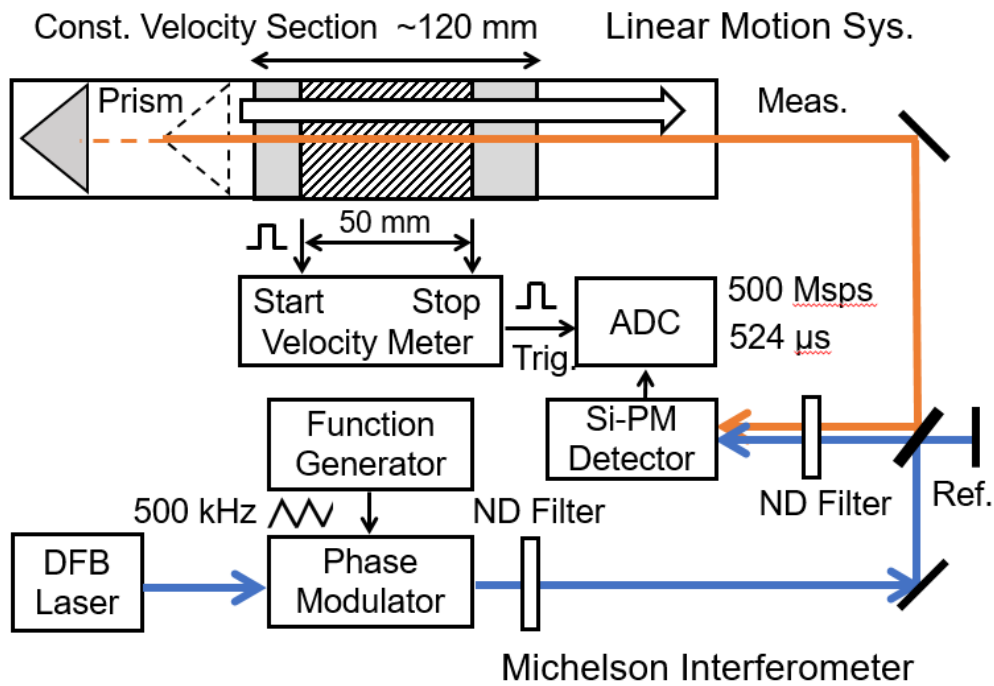 Const. Velocity Section ~120 mm
Linear Motion Sys.
Prism
Meas.
50 mm
Start Stop
Velocity Meter
Trig.
ADC
500 Msps
524 µs
Function
Generator
Si-PM
Detector
ND Filter
Ref.
500 kHz
ND Filter
DFB
Laser
Phase
Modulator
Michelson Interferometer